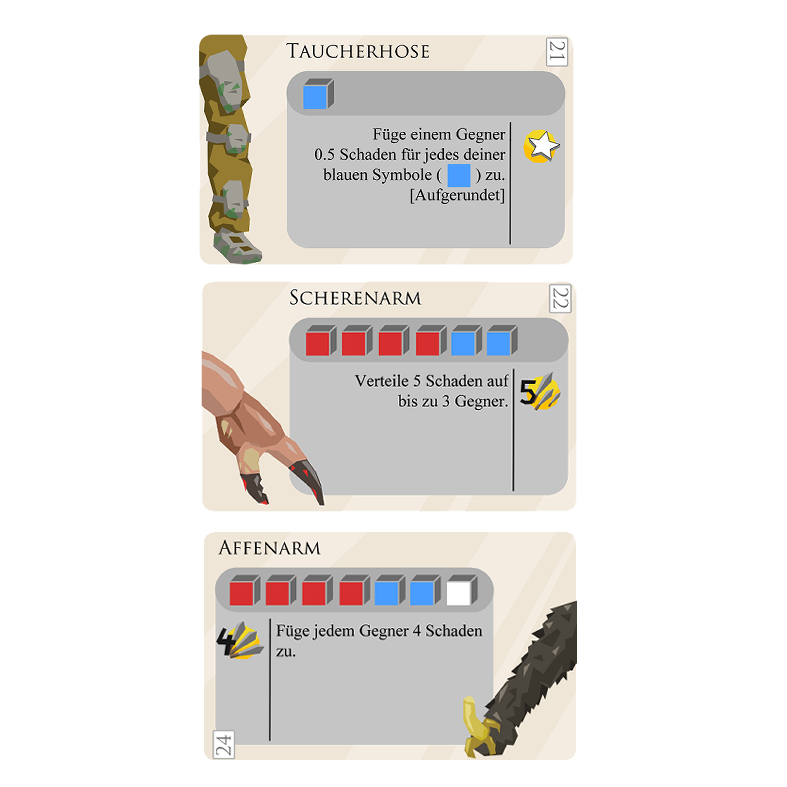 TAUCHERHOSE
21
Füge einem Gegner
0.5 Schaden für jedes deiner
blauen Symbole ( ) zu.
[Aufgerundet]
SCHERENARM
22
Verteile 5 Schaden auf
bis zu 3 Gegner.
5
AFFENARM
4
Füge jedem Gegner 4 Schaden
zu.
24